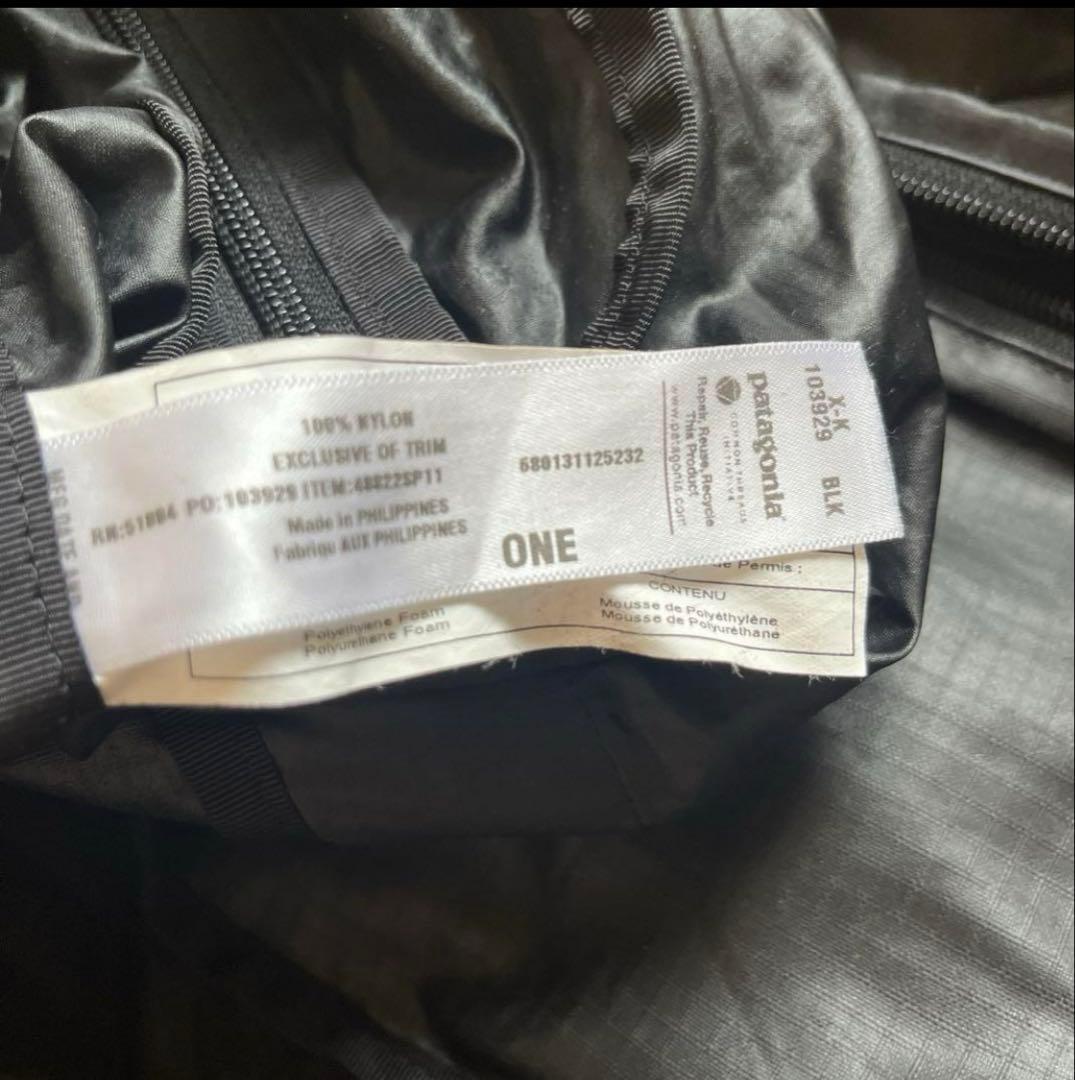 100% NYLON
EXCLUSIVE OF TRIM
RN:51884 PO:103929 ITEM:48822SP11
Made in PHILIPPINES
Fabriqu AUX PHILIPPINES
680131125232
ONE
patagonia
COMMON THREADS
INITIATIVE
Repair, Reuse, Recycle
This Product
www.patagonia.com
X-K BLK
103929
de Permis :
CONTENU
Mousse de Polyéthylène
Mousse de Polyuréthane
Polyethylene Foam
Polyurethane Foam